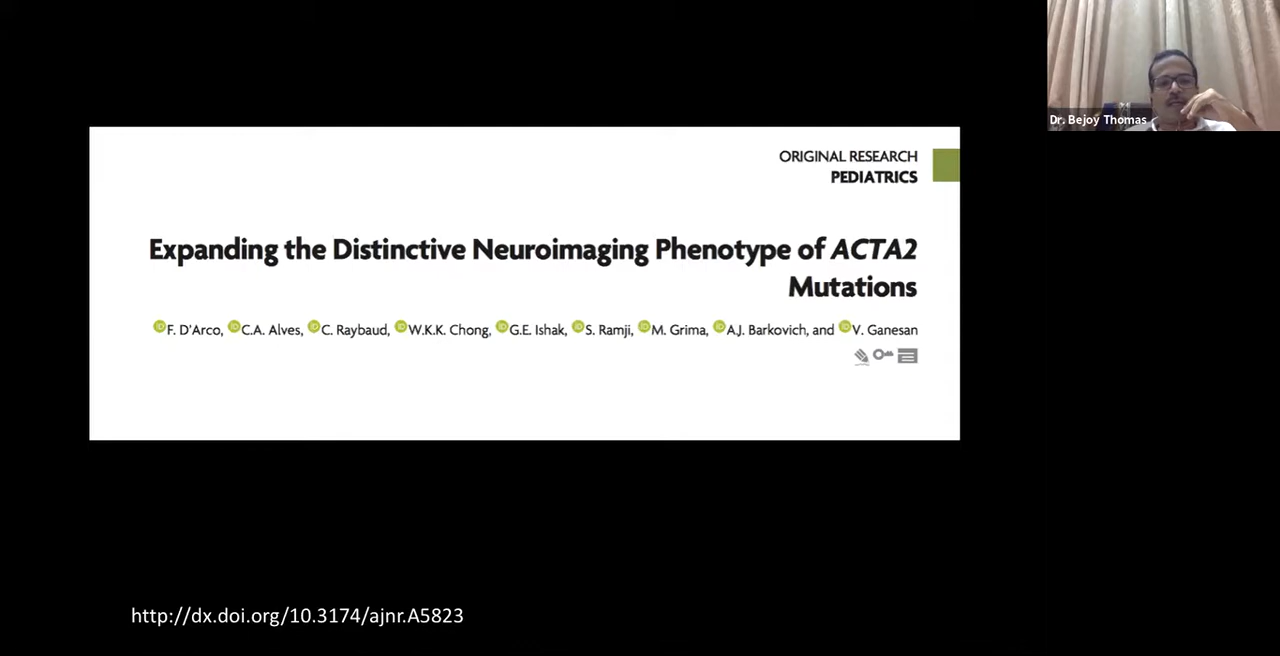 Dr. Bejoy Thomas
ORIGINAL RESEARCH
PEDIATRICS
Expanding the Distinctive Neuroimaging Phenotype of ACTA2
Mutations
F. D'Arco, C.A. Alves, C. Raybaud, W.K.K. Chong, G.E. Ishak, S. Ramji, M. Grima, A.J. Barkovich, and V. Ganesan
http://dx.doi.org/10.3174/ajnr.A5823